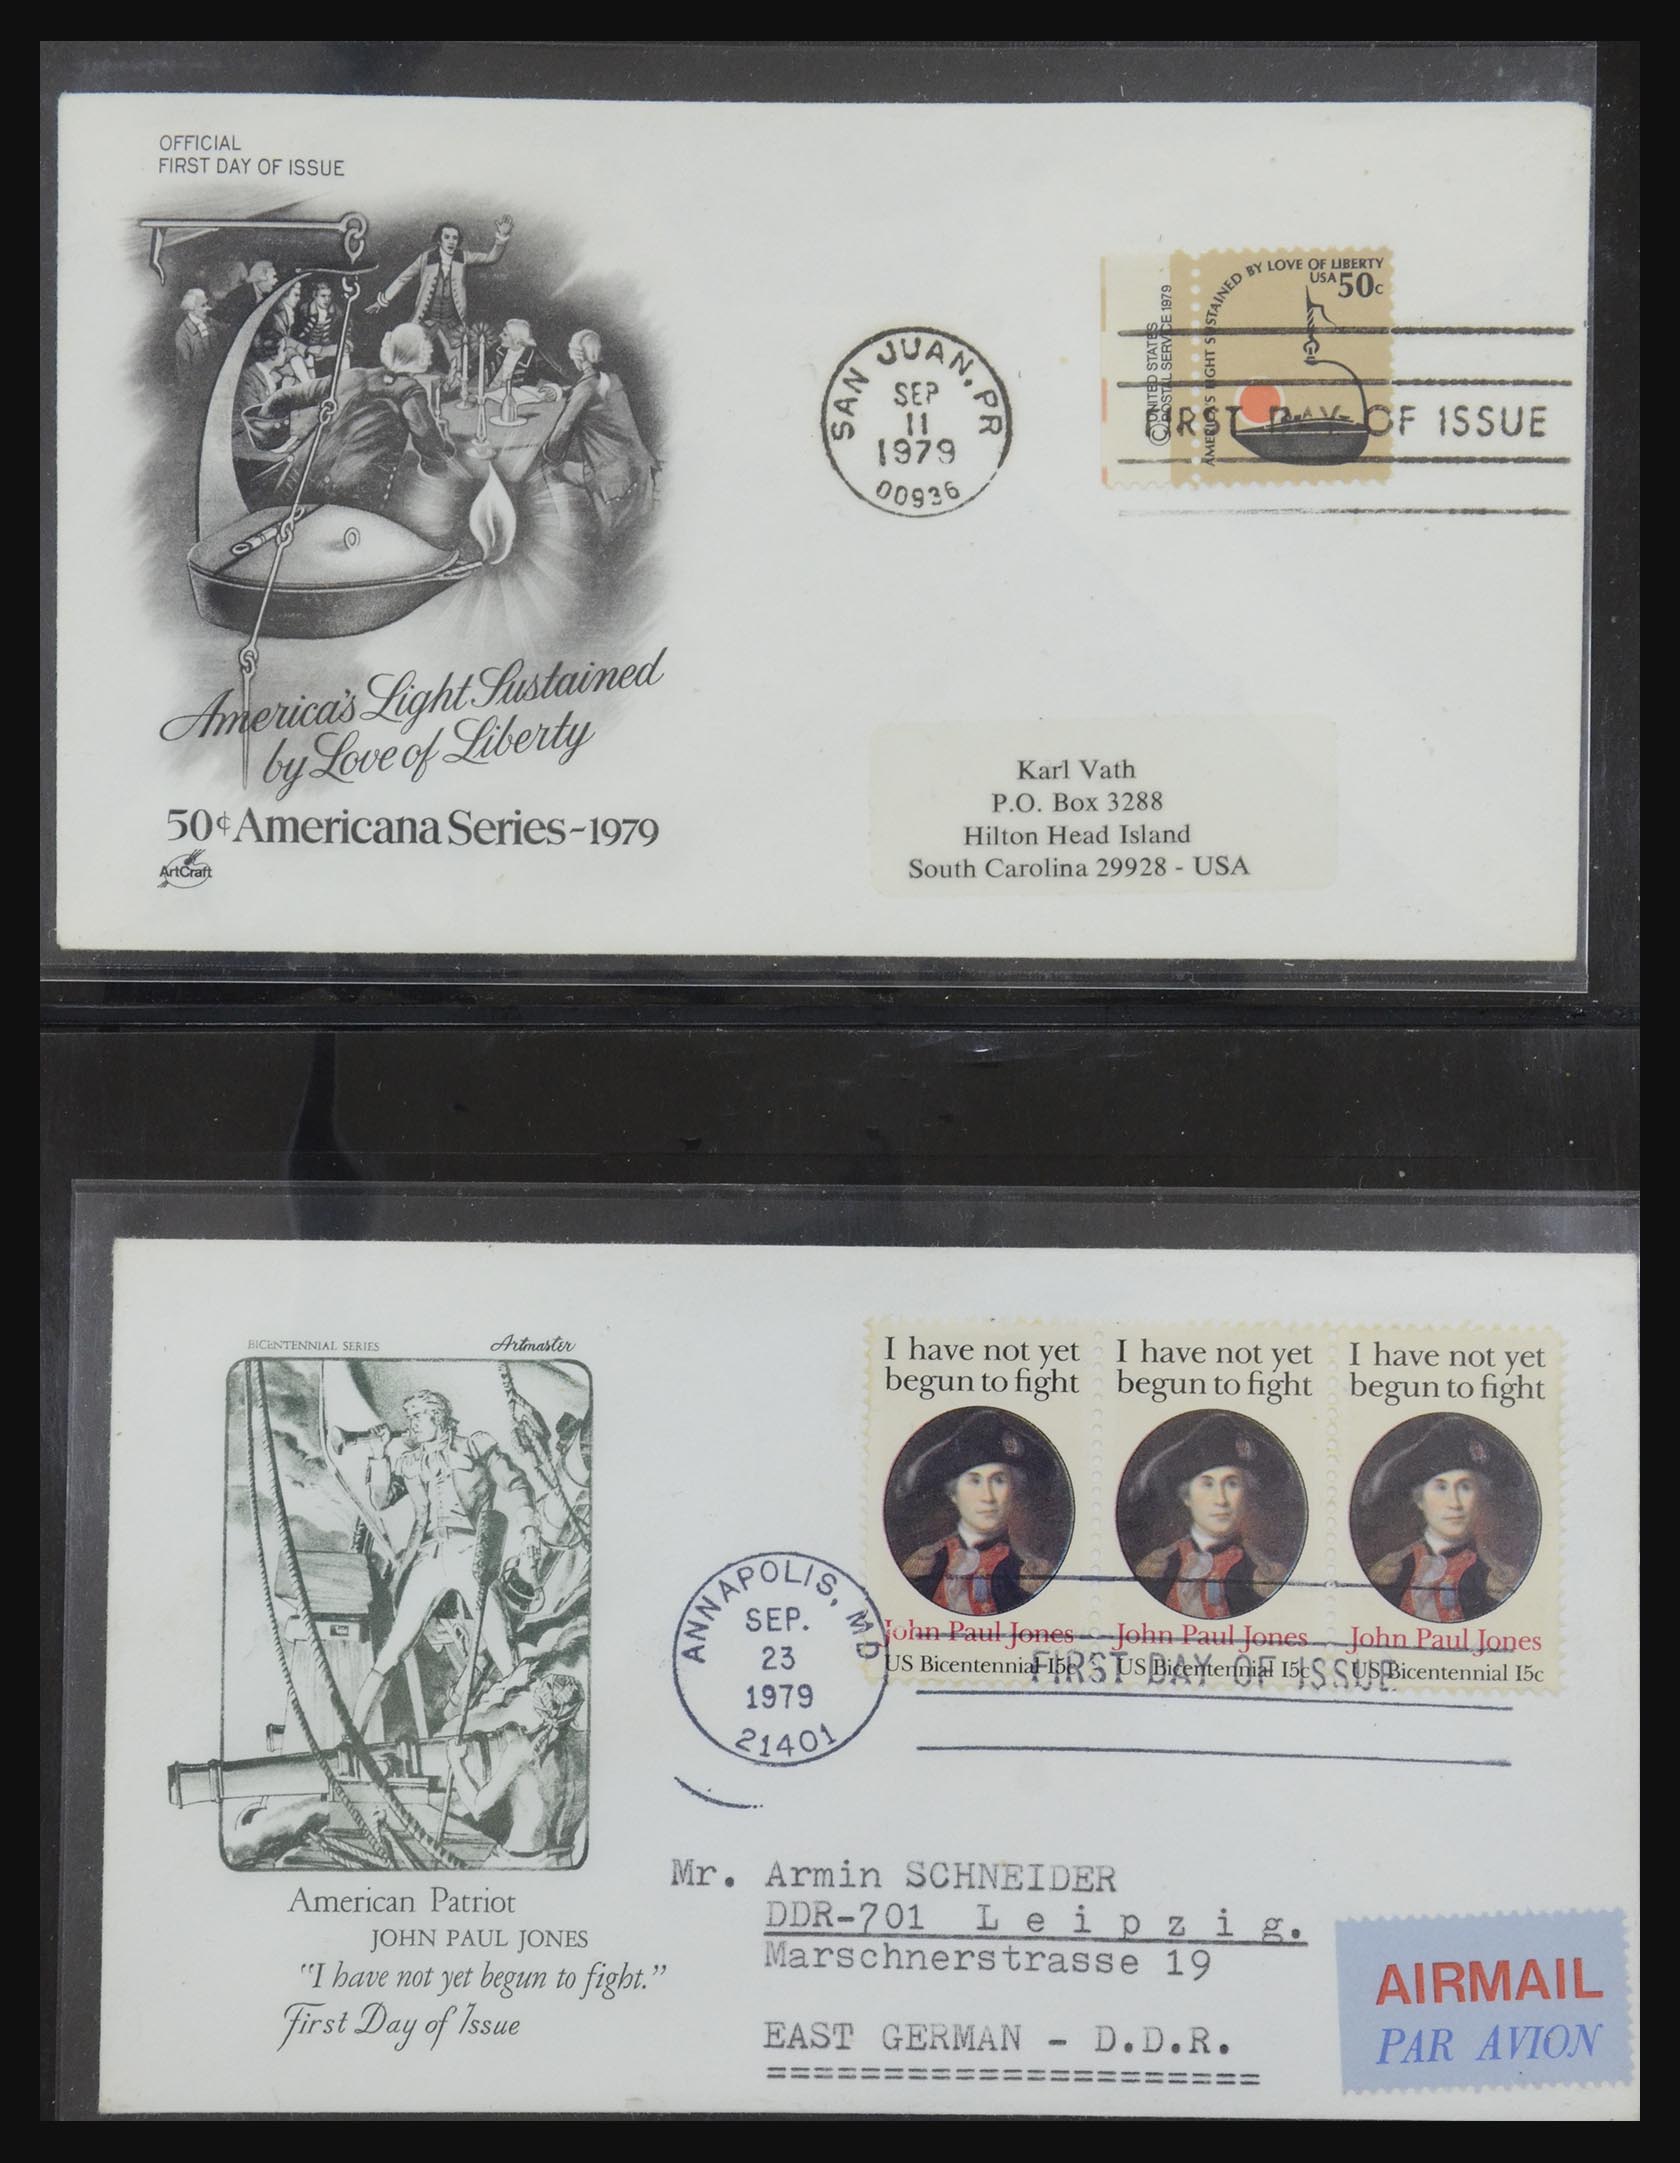 OFFICIAL
FIRST DAY OF ISSUE
AMERICA'S LIGHT SUSTAINED BY LOVE OF LIBERTY
USA 50c
© UNITED STATES
POSTAL SERVICE 1979
SAN JUAN, PR
SEP
11
1979
00936
FIRST DAY OF ISSUE
America's Light Sustained
by Love of Liberty
50¢ Americana Series ~ 1979
ArtCraft
Karl Vath
P.O. Box 3288
Hilton Head Island
South Carolina 29928 - USA
BICENTENNIAL SERIES Artmaster
I have not yet
begun to fight
John Paul Jones
US Bicentennial 15c
I have not yet
begun to fight
John Paul Jones
US Bicentennial 15c
I have not yet
begun to fight
John Paul Jones
US Bicentennial 15c
ANNAPOLIS, MD
SEP.
23
1979
21401
FIRST DAY OF ISSUE
American Patriot
JOHN PAUL JONES
"I have not yet begun to fight."
First Day of Issue
Mr. Armin SCHNEIDER
DDR-701 L e i p z i g.
Marschnerstrasse 19
EAST GERMAN - D.D.R.
======================
AIRMAIL
PAR AVION